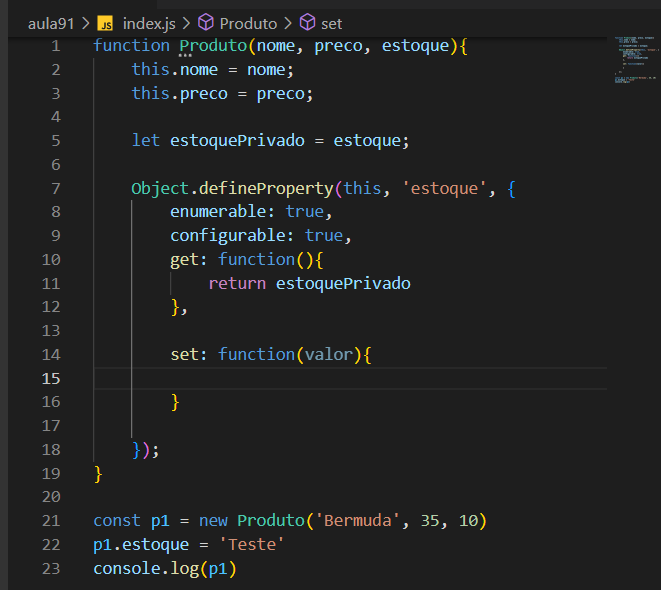 aula91 > JS index.js > Produto > set
1 function Produto(nome, preco, estoque){
2     this.nome = nome;
3     this.preco = preco;
4
5     let estoquePrivado = estoque;
6
7     Object.defineProperty(this, 'estoque', {
8         enumerable: true,
9         configurable: true,
10         get: function(){
11             return estoquePrivado
12         },
13
14         set: function(valor){
15
16         }
17
18     });
19 }
20
21 const p1 = new Produto('Bermuda', 35, 10)
22 p1.estoque = 'Teste'
23 console.log(p1)